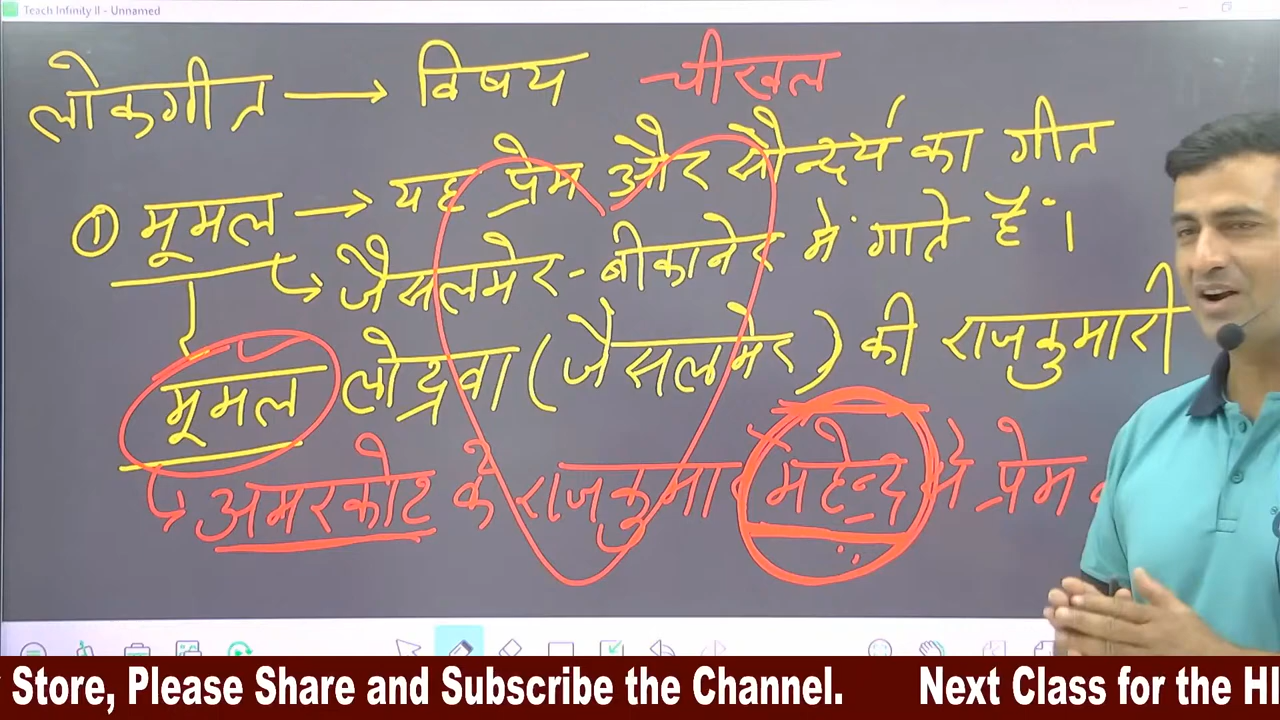 Teach Infinity II - Unnamed
लोकगीत → विषय चीखल
① मूमल → यह प्रेम और सौन्दर्य का गीत
↳ जैसलमेर - बीकानेर में गाते हैं।
मूमल लोद्रवा (जैसलमेर) की राजकुमारी
↳ अमरकोट के राजकुमार महेन्द्र से प्रेम
Store, Please Share and Subscribe the Channel. Next Class for the